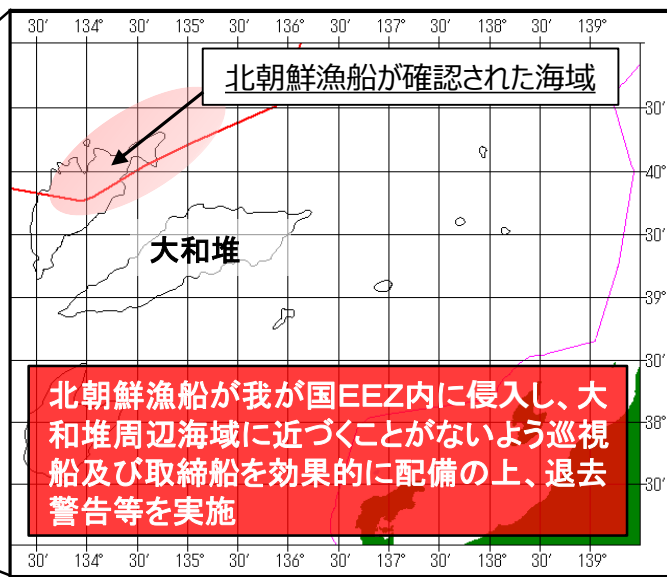 30′ 134° 30′ 135° 30′ 136° 30′ 137° 30′ 138° 30′ 139°
北朝鮮漁船が確認された海域
30′
40°
30′
大和堆
39°
30′
北朝鮮漁船が我が国EEZ内に侵入し、大
和堆周辺海域に近づくことがないよう巡視
船及び取締船を効果的に配備の上、退去
警告等を実施
38°
30′
30′ 134° 30′ 135° 30′ 136° 30′ 137° 30′ 138° 30′ 139°